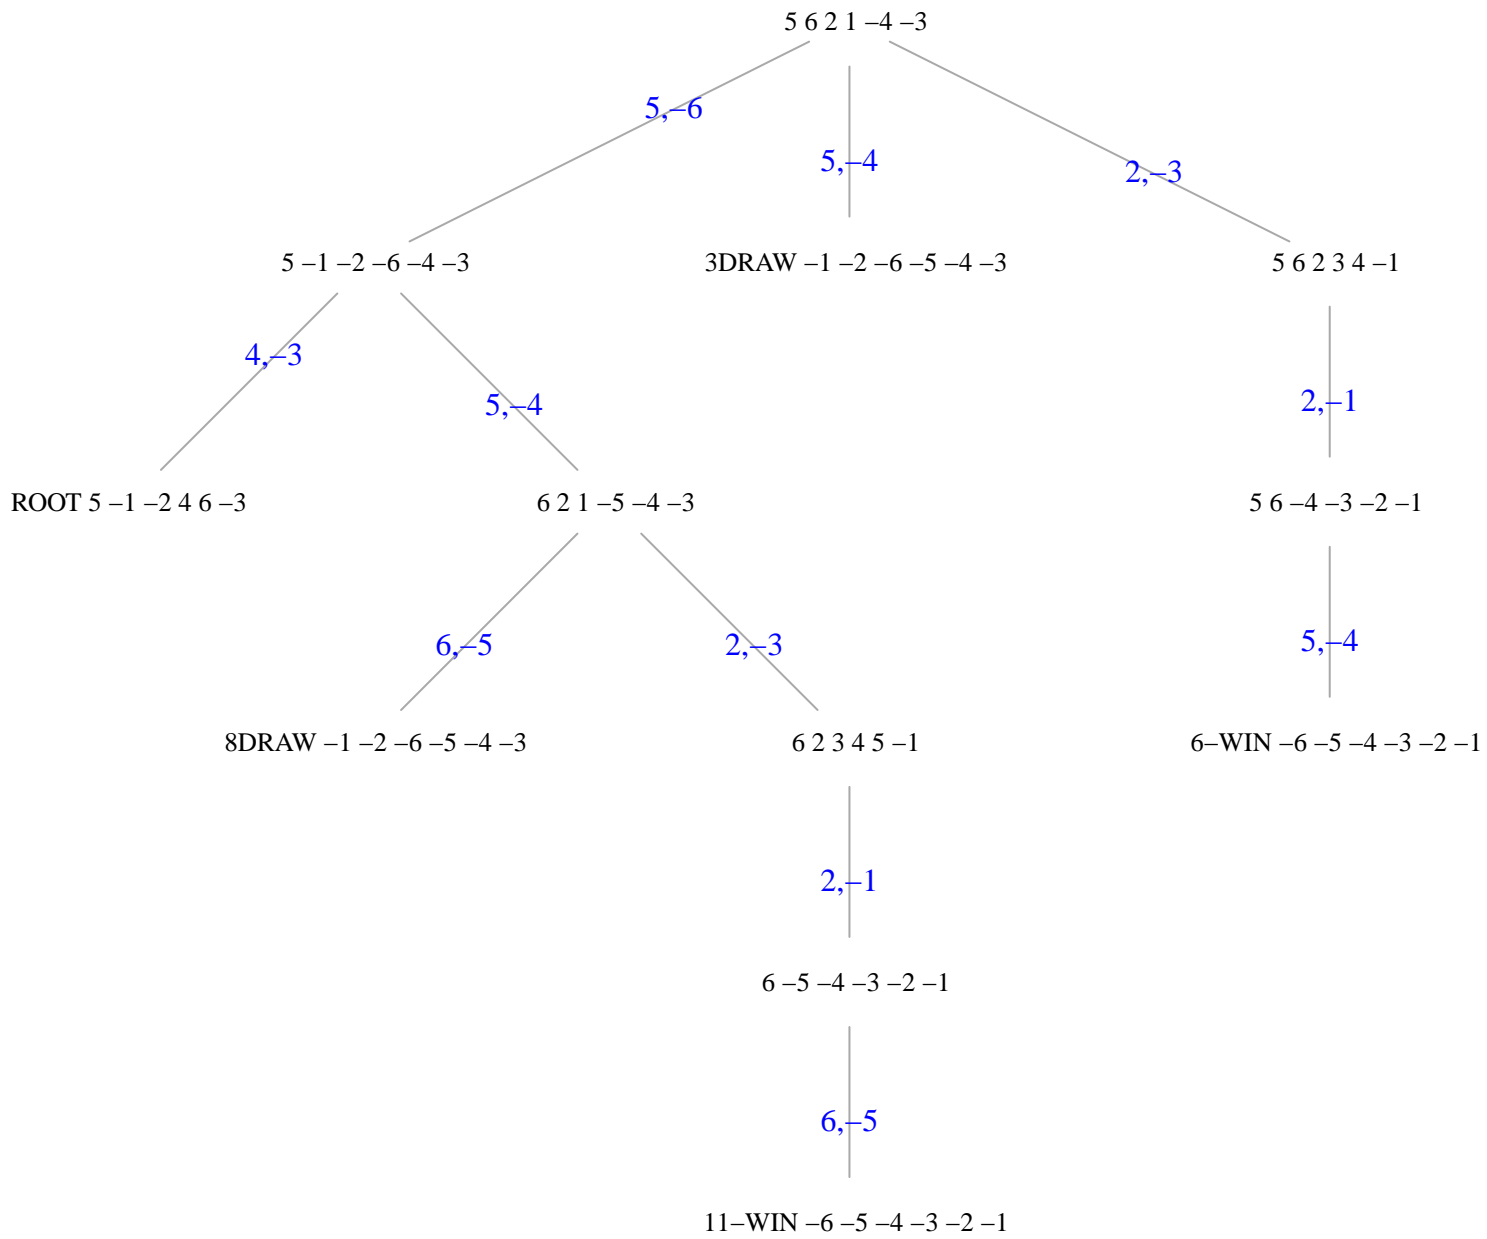 5 6 2 1 –4 –3
5,–6
5,–4
2,–3
5 –1 –2 –6 –4 –3
3DRAW –1 –2 –6 –5 –4 –3
5 6 2 3 4 –1
4,–3
5,–4
2,–1
ROOT 5 –1 –2 4 6 –3
6 2 1 –5 –4 –3
5 6 –4 –3 –2 –1
6,–5
2,–3
5,–4
8DRAW –1 –2 –6 –5 –4 –3
6 2 3 4 5 –1
6–WIN –6 –5 –4 –3 –2 –1
2,–1
6 –5 –4 –3 –2 –1
6,–5
11–WIN –6 –5 –4 –3 –2 –1